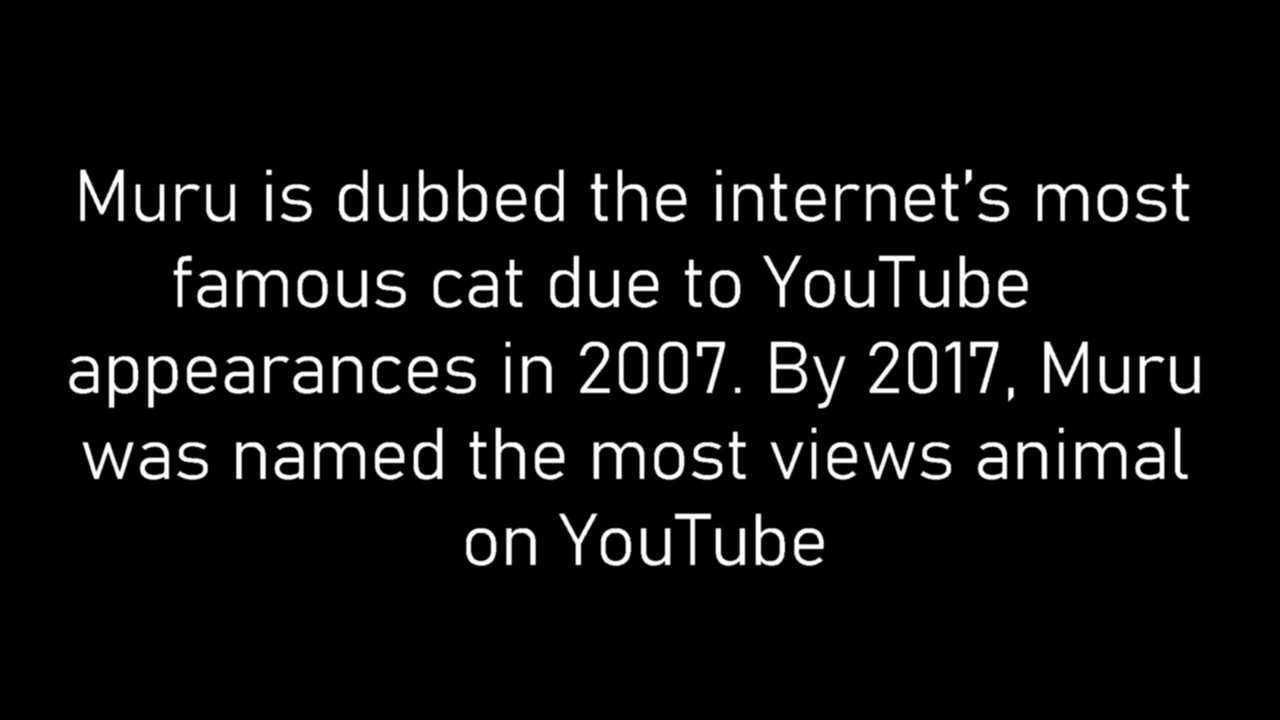 Muru is dubbed the internet’s most
famous cat due to YouTube
appearances in 2007. By 2017, Muru
was named the most views animal
on YouTube